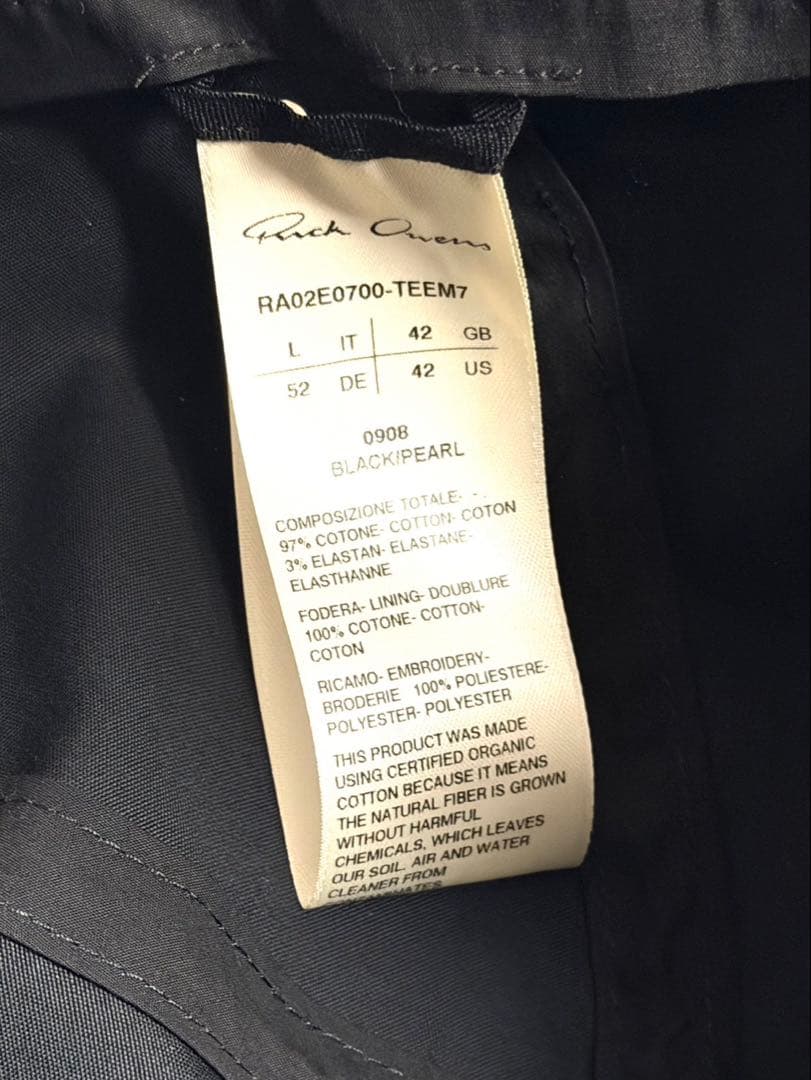 Rick Owens
RA02E0700-TEEM7
L IT 42 GB
52 DE 42 US
0908
BLACK/PEARL
COMPOSIZIONE TOTALE- - .
97% COTONE- COTTON- COTON
3% ELASTAN- ELASTANE-
ELASTHANNE
FODERA- LINING- DOUBLURE
100% COTONE- COTTON-
COTON
RICAMO- EMBROIDERY-
BRODERIE 100% POLIESTERE-
POLYESTER- POLYESTER
THIS PRODUCT WAS MADE
USING CERTIFIED ORGANIC
COTTON BECAUSE IT MEANS
THE NATURAL FIBER IS GROWN
WITHOUT HARMFUL
CHEMICALS, WHICH LEAVES
OUR SOIL, AIR AND WATER
CLEANER FROM